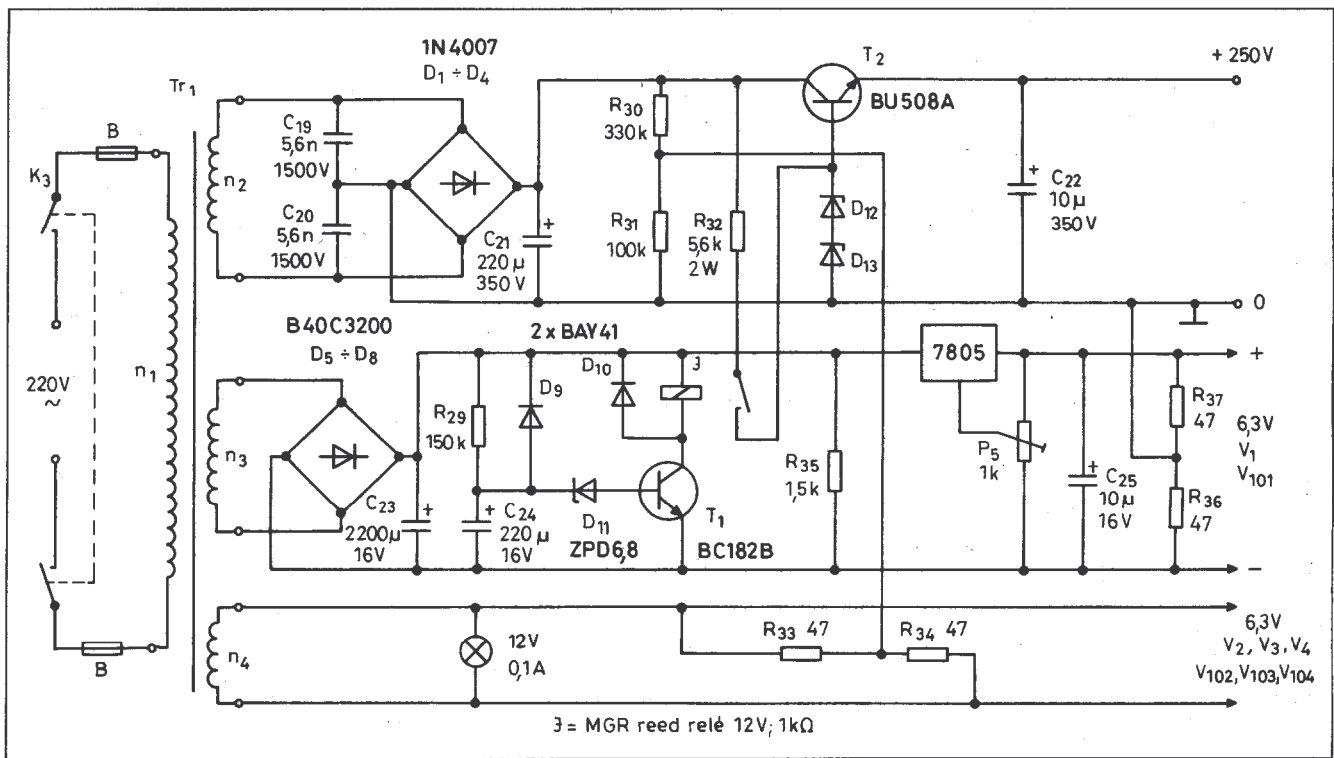 1N4007
D1 ÷ D4
Tr1
B
K3
220V
~
n1
B
n2
C19
5,6n
1500V
C20
5,6n
1500V
C21
+
220µ
350V
R30
330k
R31
100k
R32
5,6k
2W
T2
BU508A
D12
D13
+
C22
10µ
350V
+ 250V
0
B40C3200
D5 ÷ D8
n3
C23
+
2200µ
16V
2 x BAY41
R29
150k
D9
D10
J
+
C24
220µ
16V
D11
ZPD6,8
T1
BC182B
R35
1,5k
7805
P5
1k
+
C25
10µ
16V
R37
47
R36
47
+
6,3V
V1
V101
−
n4
12V
0,1A
R33 47
R34 47
6,3V
V2, V3, V4
V102, V103, V104
J = MGR reed relé 12V; 1kΩ